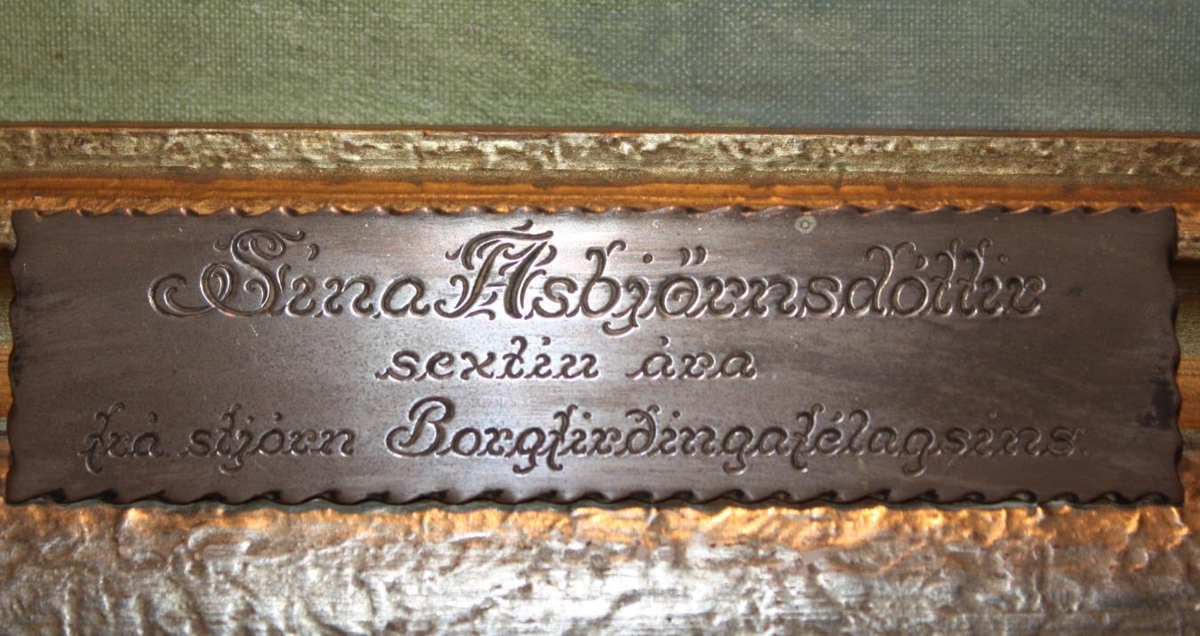 Sína Ásbjörnsdóttir
sextíu ára
frá stjórn Borgfirðingafélagsins.